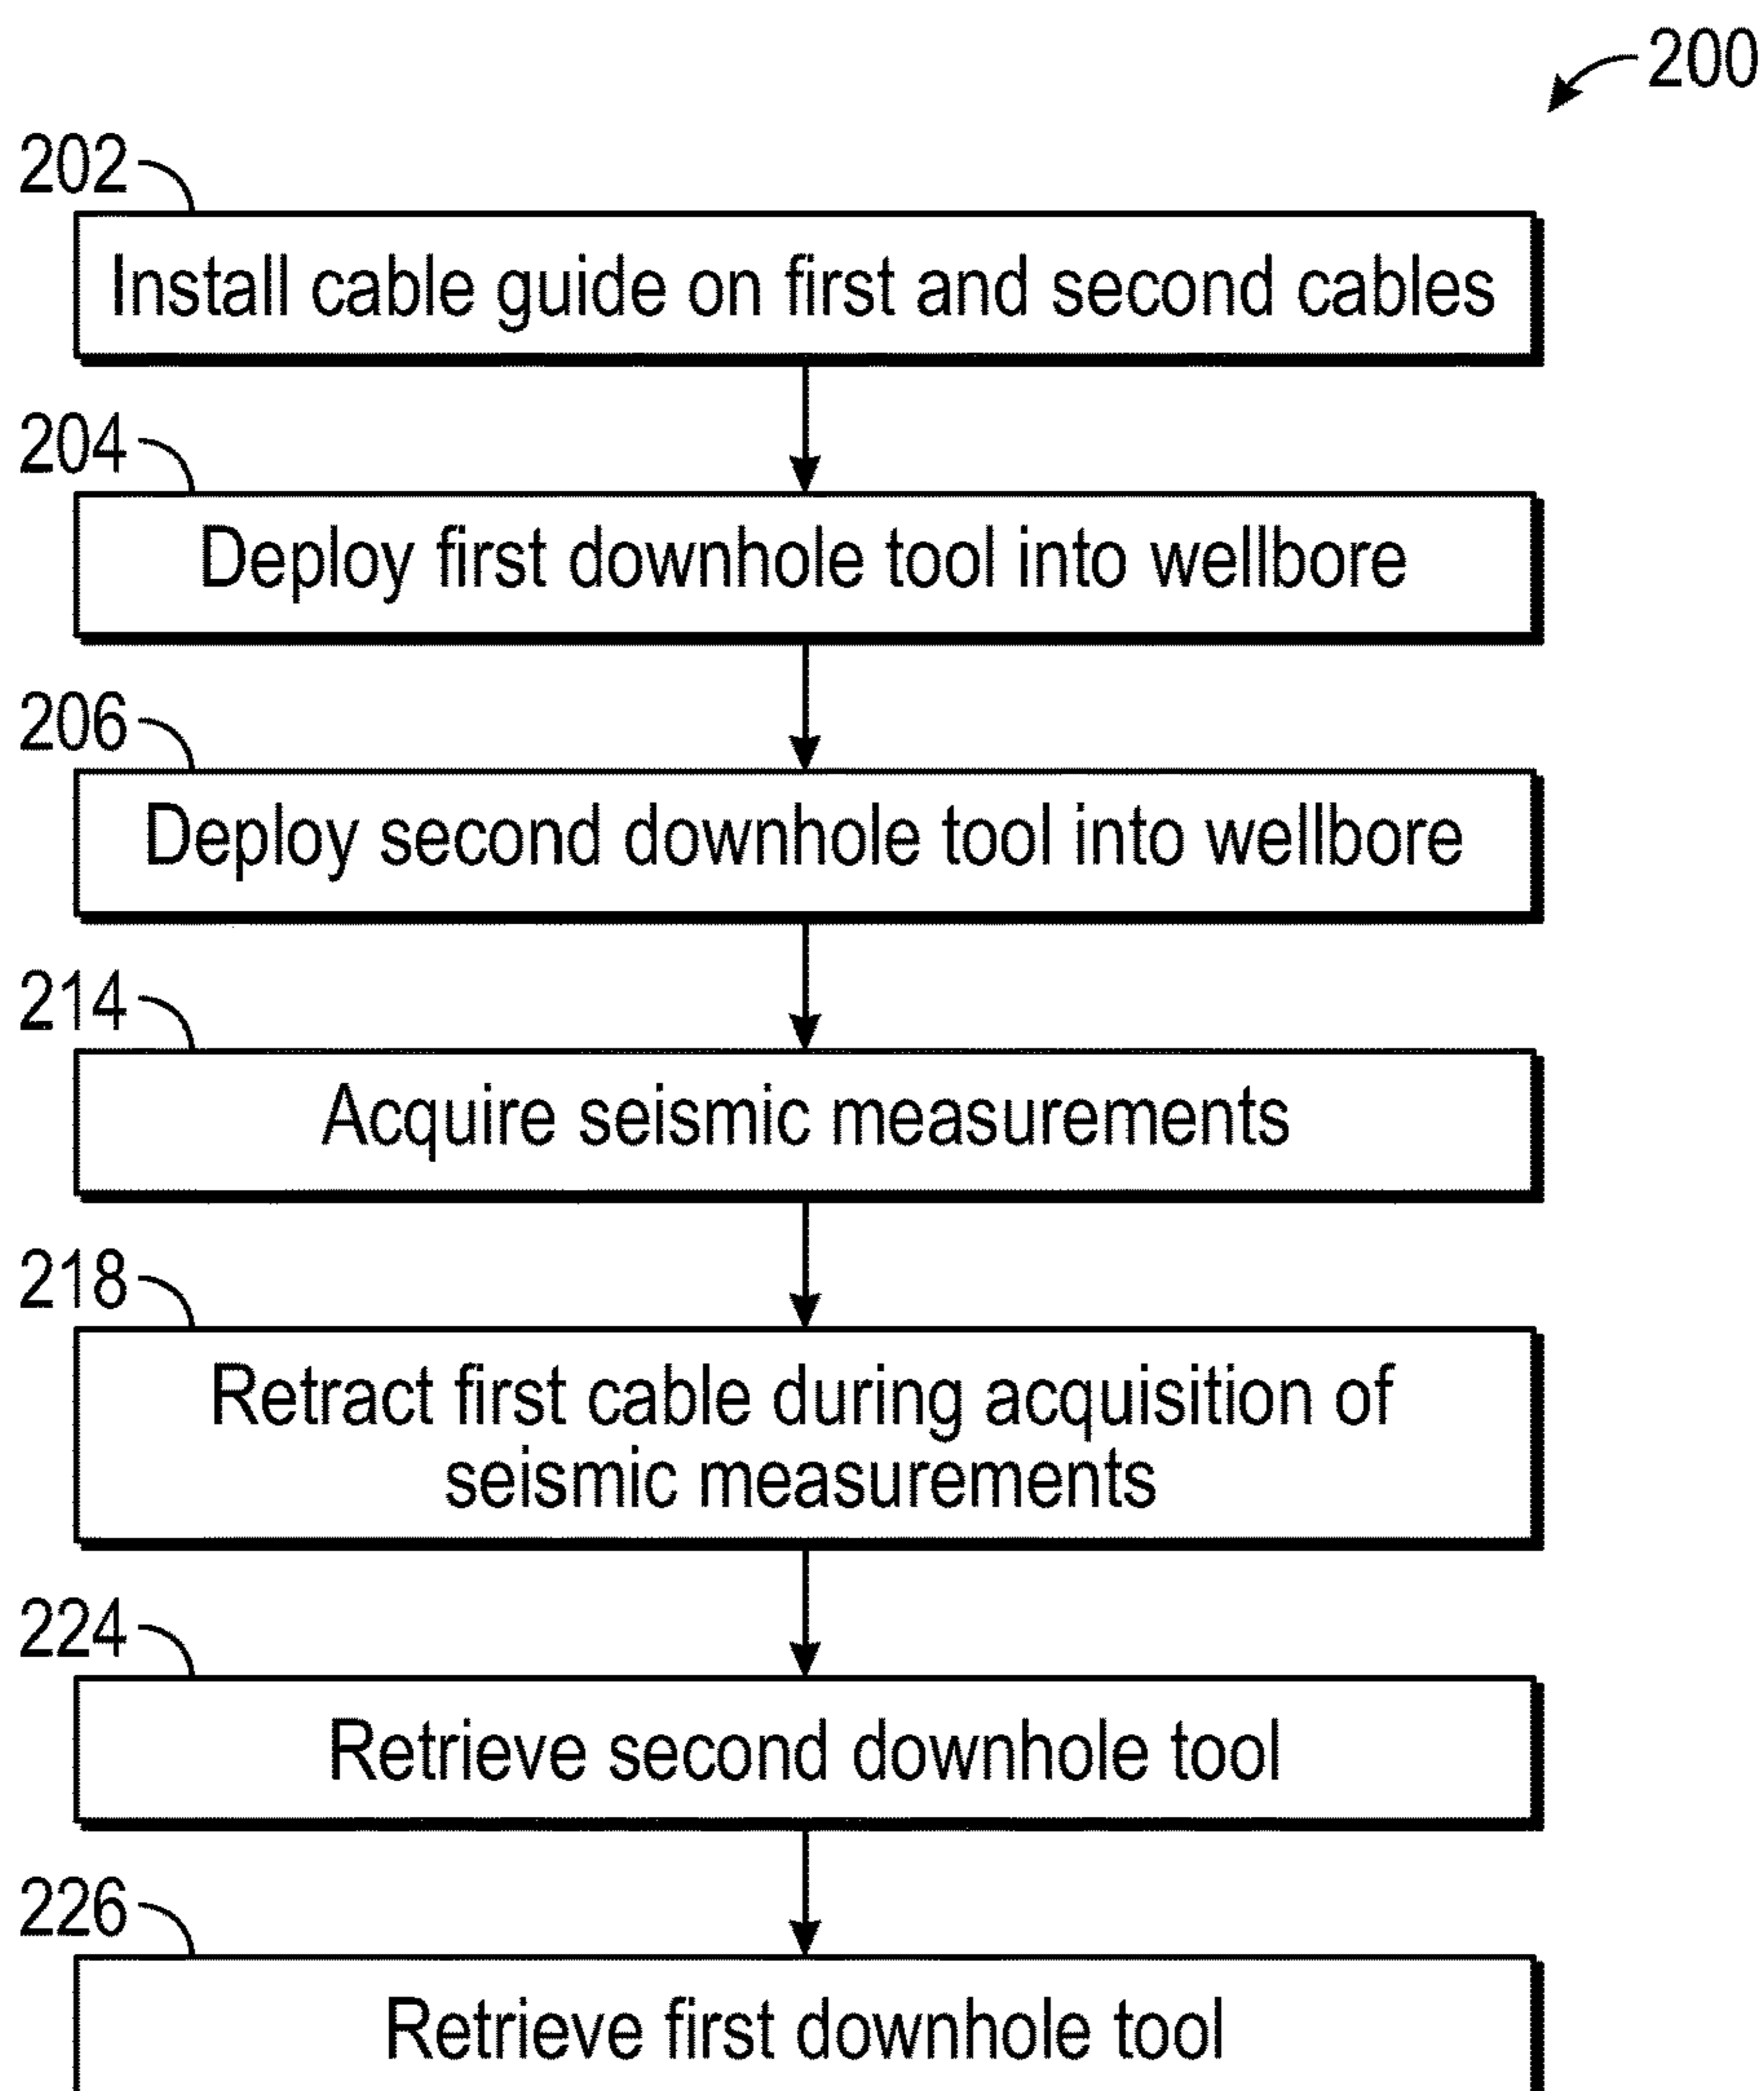 200
202
Install cable guide on first and second cables
204
Deploy first downhole tool into wellbore
206
Deploy second downhole tool into wellbore
214
Acquire seismic measurements
218
Retract first cable during acquisition of
seismic measurements
224
Retrieve second downhole tool
226
Retrieve first downhole tool